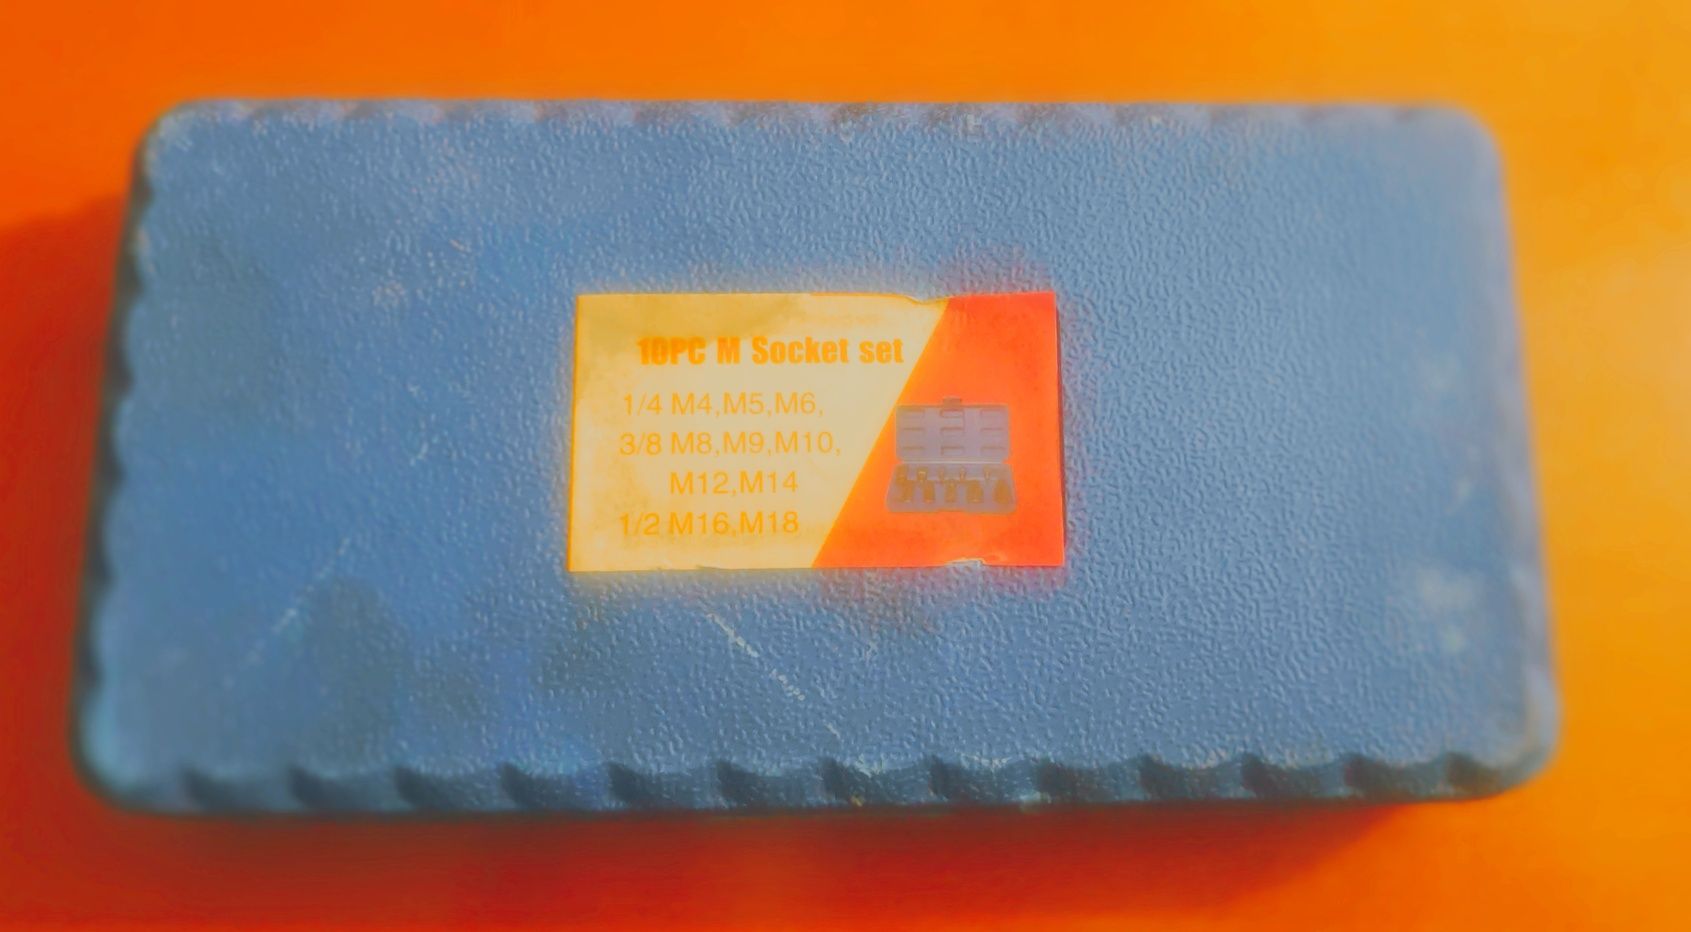 10PC M Socket set
1/4 M4,M5,M6,
3/8 M8,M9,M10,
M12,M14
1/2 M16,M18